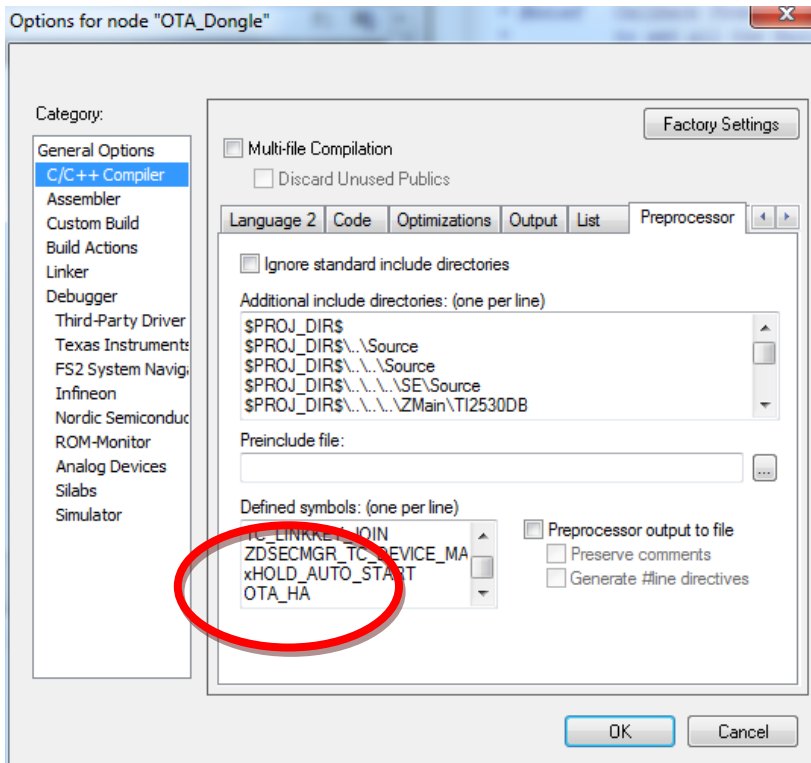 Options for node "OTA_Dongle"
Category:
General Options
C/C++ Compiler
Assembler
Custom Build
Build Actions
Linker
Debugger
Third-Party Driver
Texas Instruments
FS2 System Naviga
Infineon
Nordic Semiconduc
ROM-Monitor
Analog Devices
Silabs
Simulator
Factory Settings
Multi-file Compilation
Discard Unused Publics
Language 2 Code Optimizations Output List Preprocessor
Ignore standard include directories
Additional include directories: (one per line)
$PROJ_DIR$
$PROJ_DIR$\..\Source
$PROJ_DIR$\..\..\Source
$PROJ_DIR$\..\..\..\SE\Source
$PROJ_DIR$\..\..\..\ZMain\TI2530DB
Preinclude file:
...
Defined symbols: (one per line)
TC_LINKKEY_JOIN
ZDSECMGR_TC_DEVICE_MA
xHOLD_AUTO_START
OTA_HA
Preprocessor output to file
Preserve comments
Generate #line directives
OK Cancel